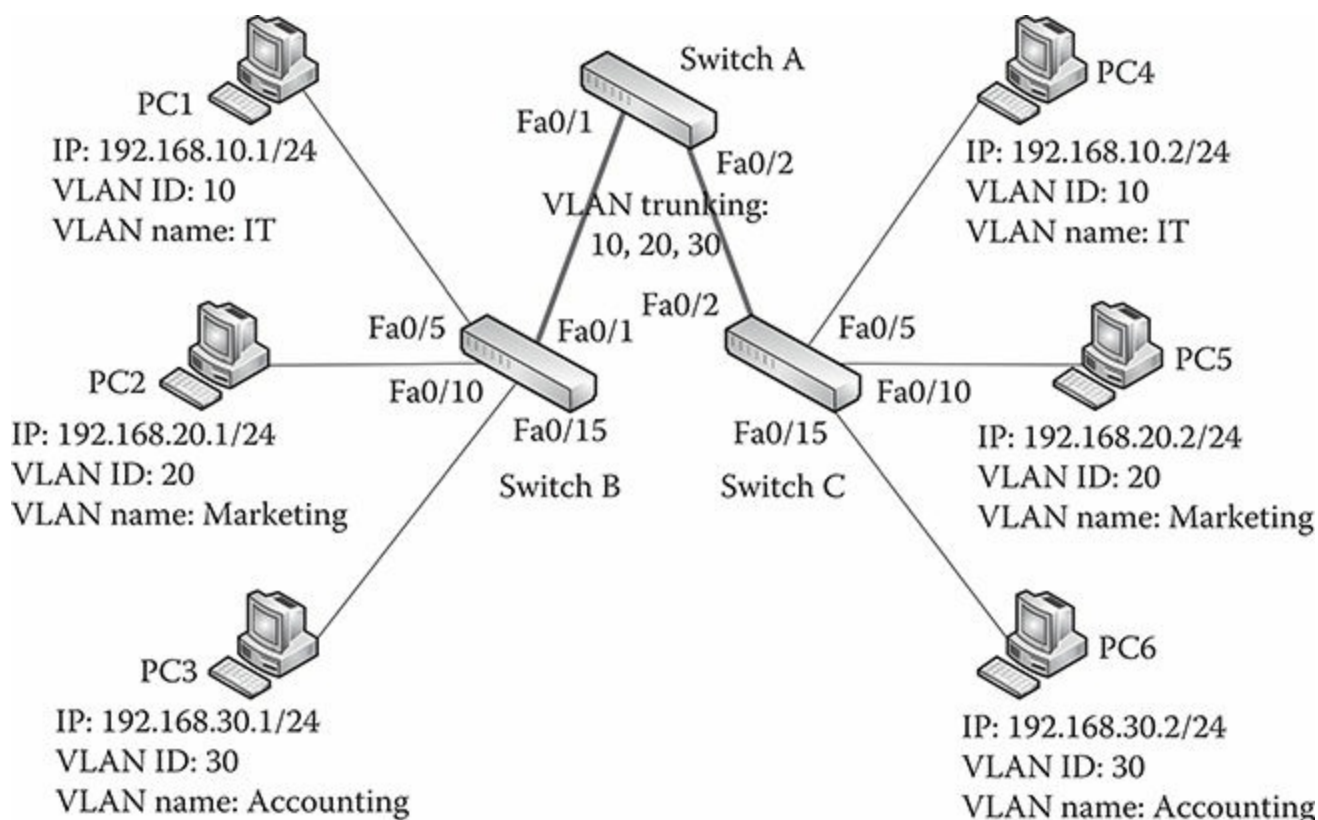 Switch A
PC1
PC4
Fa0/1
IP: 192.168.10.1/24
VLAN ID: 10
VLAN name: IT
Fa0/2
IP: 192.168.10.2/24
VLAN ID: 10
VLAN name: IT
VLAN trunking:
10, 20, 30
Fa0/2
Fa0/5
Fa0/1
Fa0/5
PC2
PC5
Fa0/10
Fa0/10
IP: 192.168.20.1/24
VLAN ID: 20
VLAN name: Marketing
Fa0/15
Fa0/15
IP: 192.168.20.2/24
VLAN ID: 20
VLAN name: Marketing
Switch B
Switch C
PC3
PC6
IP: 192.168.30.1/24
VLAN ID: 30
VLAN name: Accounting
IP: 192.168.30.2/24
VLAN ID: 30
VLAN name: Accounting